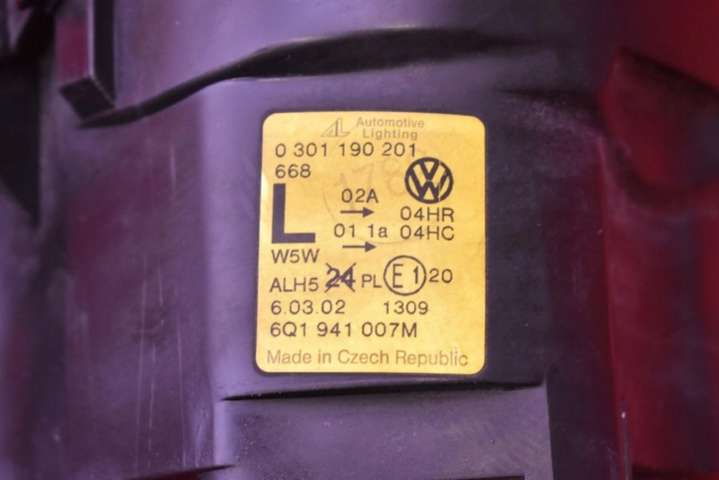 AL Automotive
Lighting
0 301 190 201
668
L
02A
→ 04HR
01 1a 04HC
→
W5W
ALH5 24 PL E1 20
6.03.02 1309
6Q1 941 007M
Made in Czech Republic